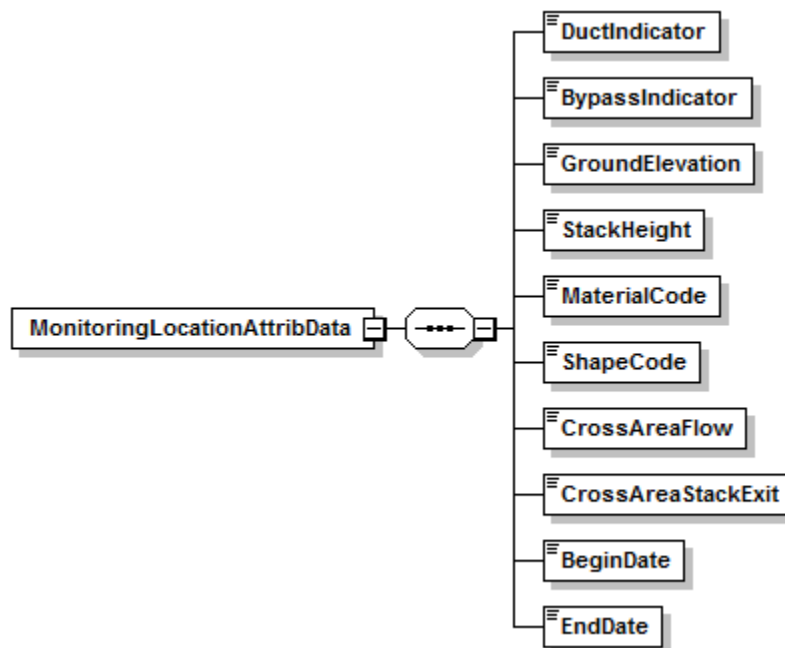 DuctIndicator
BypassIndicator
GroundElevation
StackHeight
MaterialCode
MonitoringLocationAttribData
ShapeCode
CrossAreaFlow
CrossAreaStackExit
BeginDate
EndDate